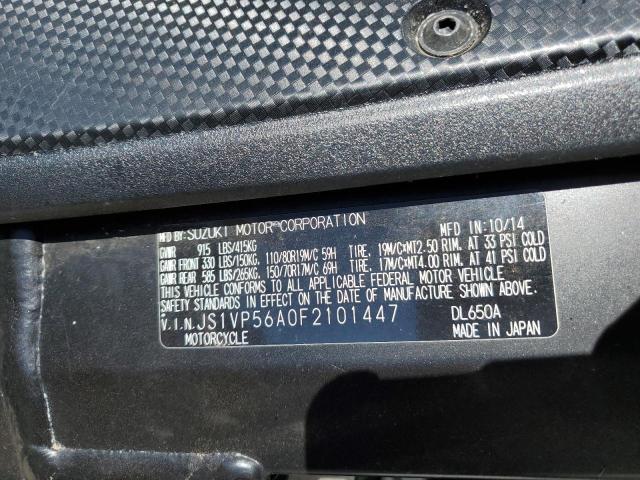 MFD BY:SUZUKI MOTOR CORPORATION MFD IN:10/14
GVWR 915 LBS/415KG
GAWR FRONT 330 LBS/150KG, 110/80R19M/C 59H TIRE, 19M/C×MT2.50 RIM, AT 33 PSI COLD
GAWR REAR 585 LBS/265KG, 150/70R17M/C 69H TIRE, 17M/C×MT4.00 RIM, AT 41 PSI COLD
THIS VEHICLE CONFORMS TO ALL APPLICABLE FEDERAL MOTOR VEHICLE
SAFETY STANDARDS IN EFFECT ON THE DATE OF MANUFACTURE SHOWN ABOVE.
V.I.N.JS1VP56A0F2101447 DL650A
MOTORCYCLE MADE IN JAPAN